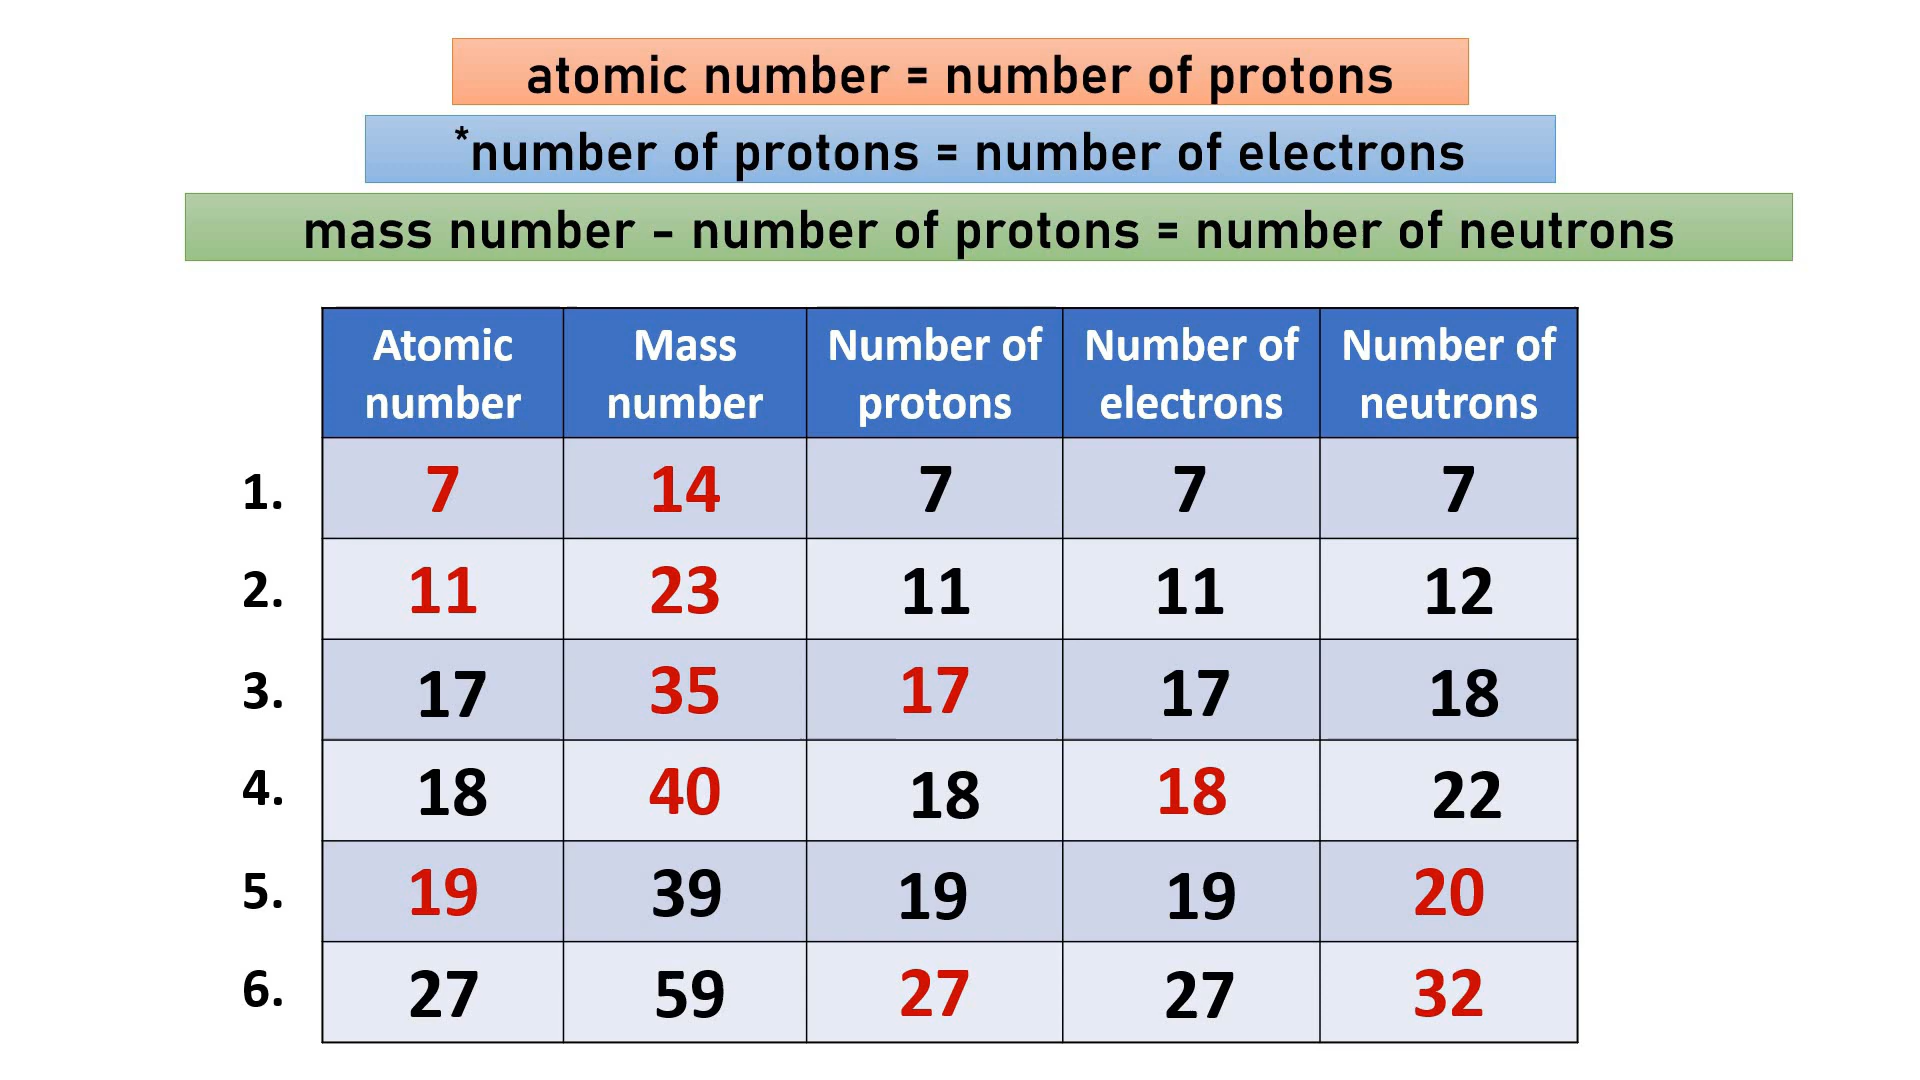 atomic number = number of protons
*number of protons = number of electrons
mass number - number of protons = number of neutrons
Atomic number Mass number Number of protons Number of electrons Number of neutrons
1. 7 14 7 7 7
2. 11 23 11 11 12
3. 17 35 17 17 18
4. 18 40 18 18 22
5. 19 39 19 19 20
6. 27 59 27 27 32